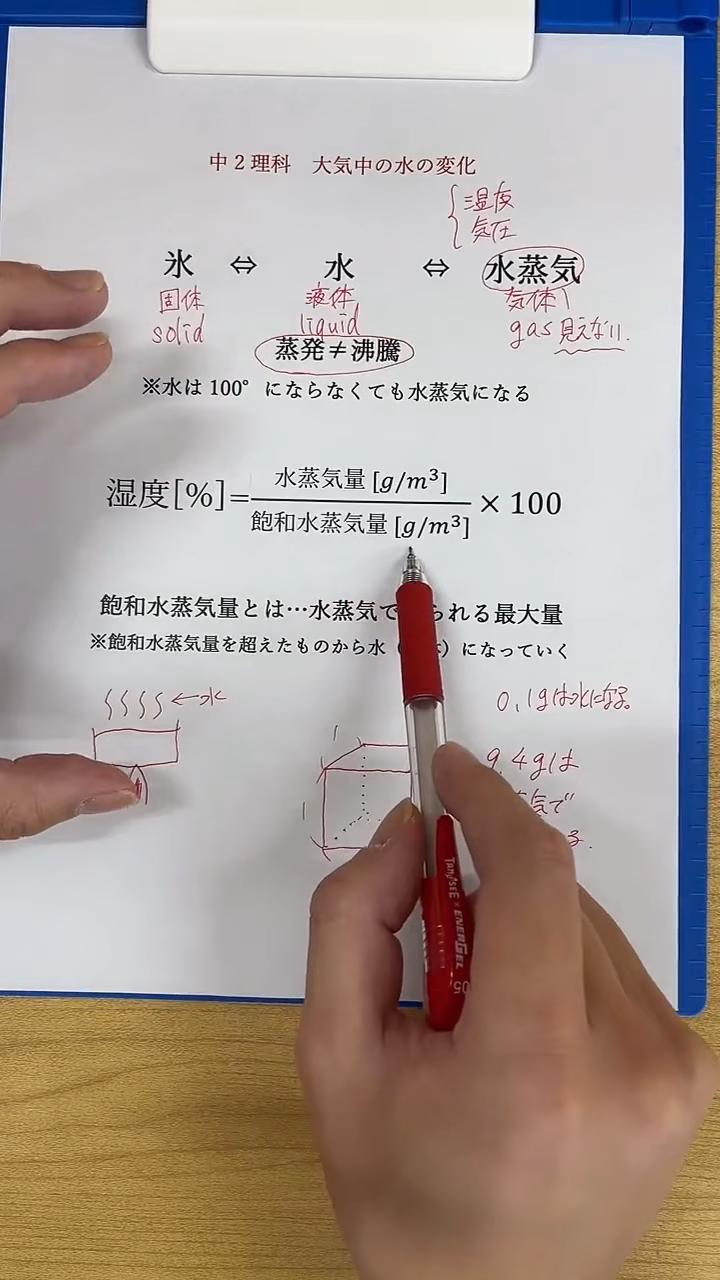 中2理科　大気中の水の変化
湿度
気圧
氷 ⇔ 水 ⇔ 水蒸気
固体 液体 気体
solid liquid gas 見えない.
蒸発≠沸騰
※水は100°にならなくても水蒸気になる
湿度[%]=水蒸気量 [g/m³]/飽和水蒸気量 [g/m³] × 100
飽和水蒸気量とは…水蒸気で られる最大量
※飽和水蒸気量を超えたものから水（ ）になっていく
←水
0,1gは水になる。
1
1
9,4gは
気で
る.
TANⓘSEE × ENERGEL
05